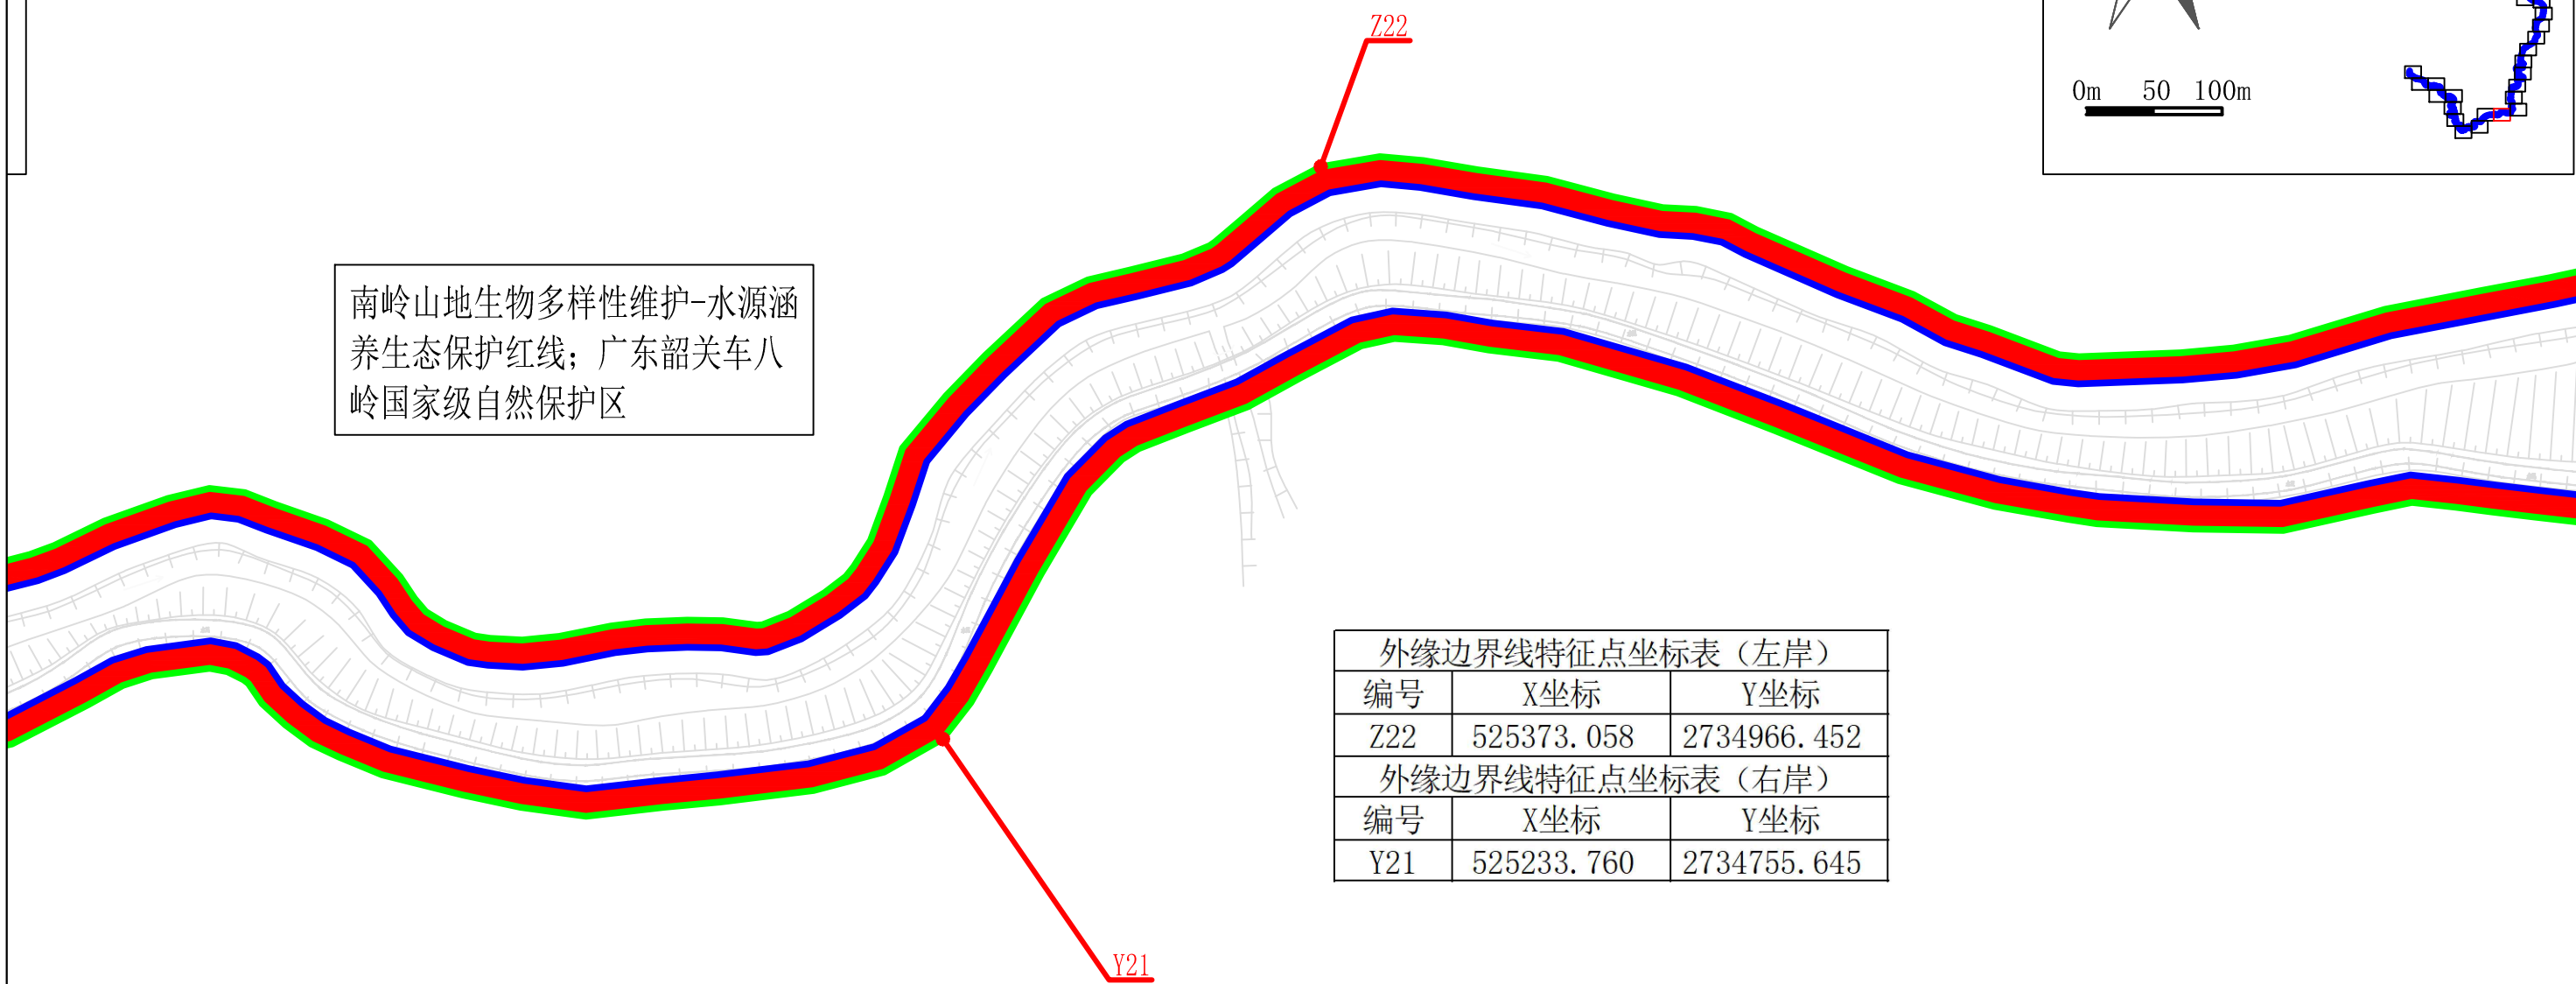 Z22
0m 50 100m
南岭山地生物多样性维护-水源涵
养生态保护红线；广东韶关车八
岭国家级自然保护区
外缘边界线特征点坐标表（左岸）
编号 X坐标 Y坐标
Z22 525373.058 2734966.452
外缘边界线特征点坐标表（右岸）
编号 X坐标 Y坐标
Y21 525233.760 2734755.645
Y21